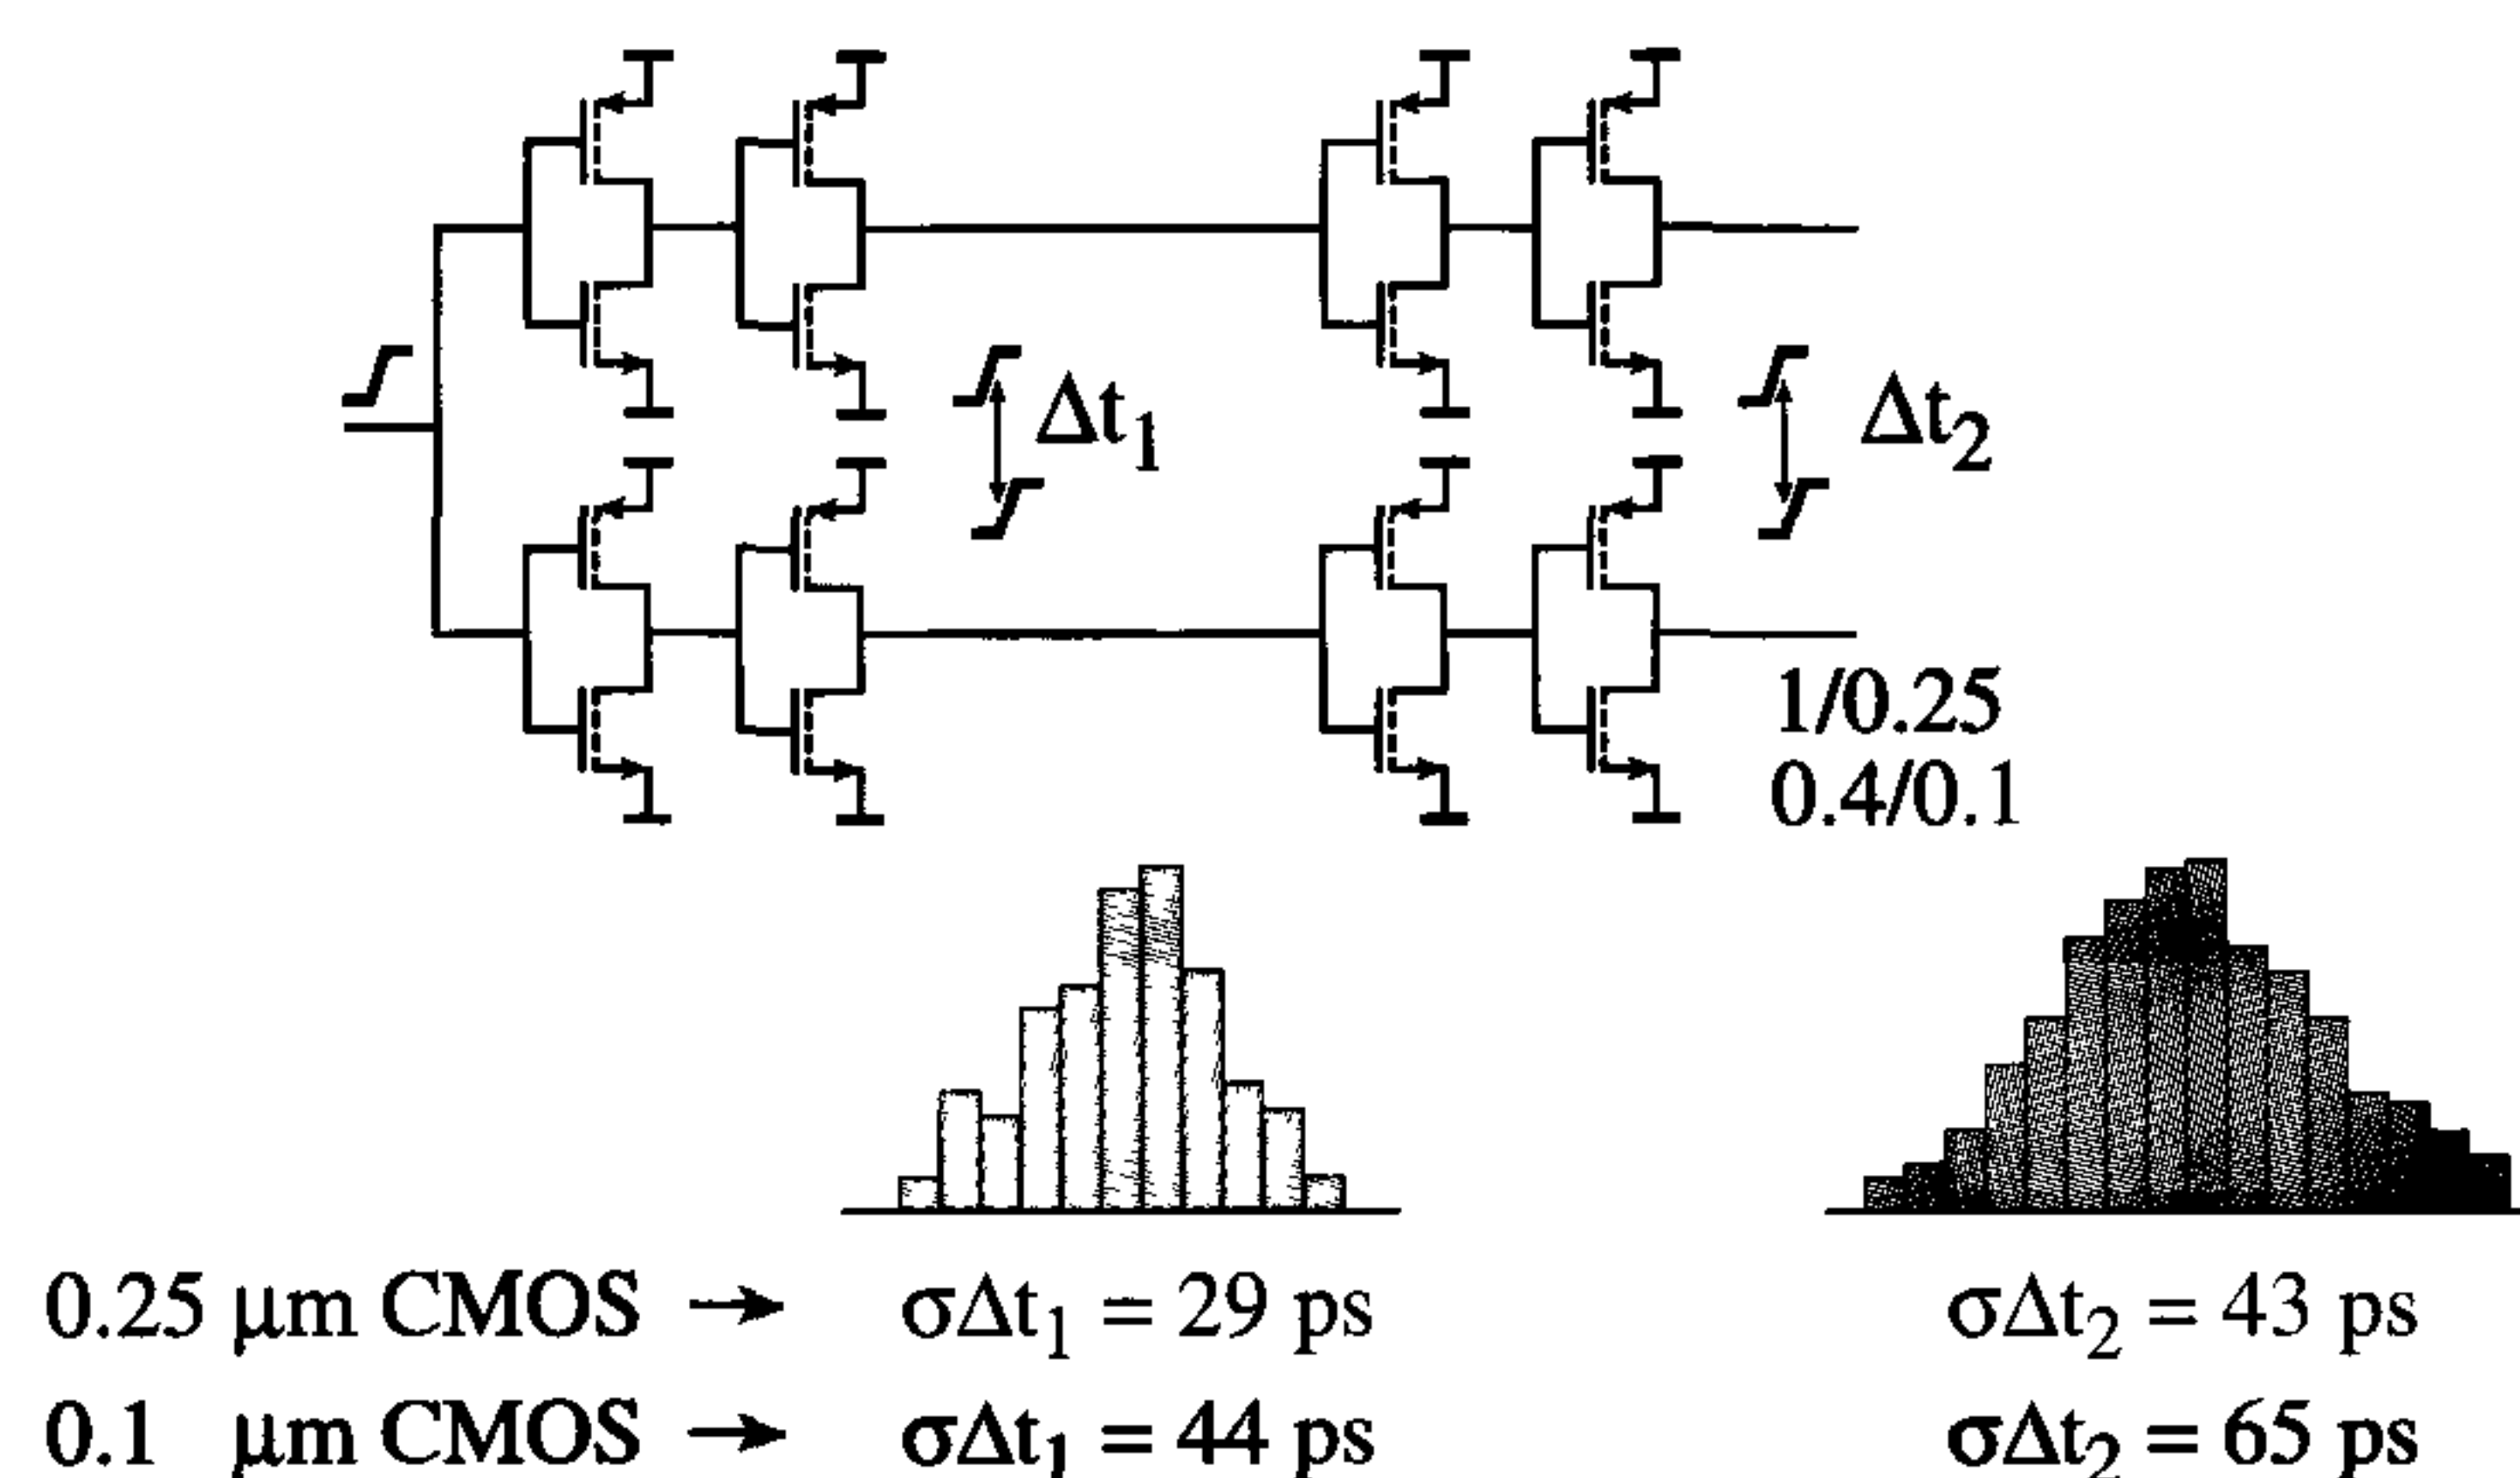 Δt₁ Δt₂
1/0.25
0.4/0.1
0.25 μm CMOS → σΔt₁ = 29 ps σΔt₂ = 43 ps
0.1 μm CMOS → σΔt₁ = 44 ps σΔt₂ = 65 ps